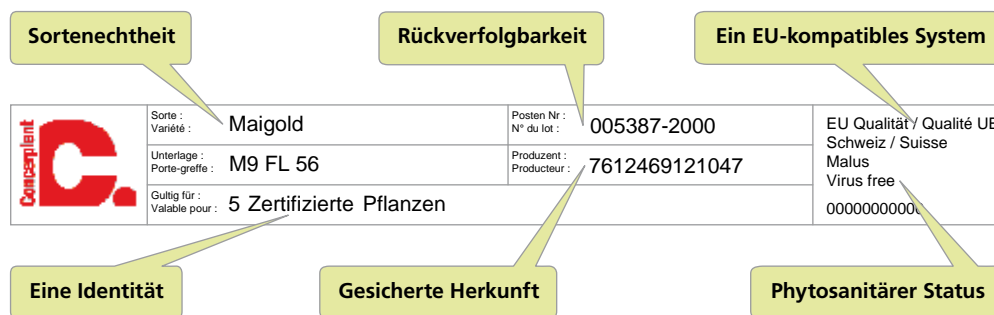 Sortenechtheit
Rückverfolgbarkeit
Ein EU-kompatibles System
Concerplant
Sorte :
Variété :
Maigold
Posten Nr :
N° du lot :
005387-2000
EU Qualität / Qualité UE
Schweiz / Suisse
Malus
Virus free
Unterlage :
Porte-greffe :
M9 FL 56
Produzent :
Producteur :
7612469121047
Gultig für :
Valable pour :
5 Zertifizierte Pflanzen
Eine Identität
Gesicherte Herkunft
Phytosanitärer Status